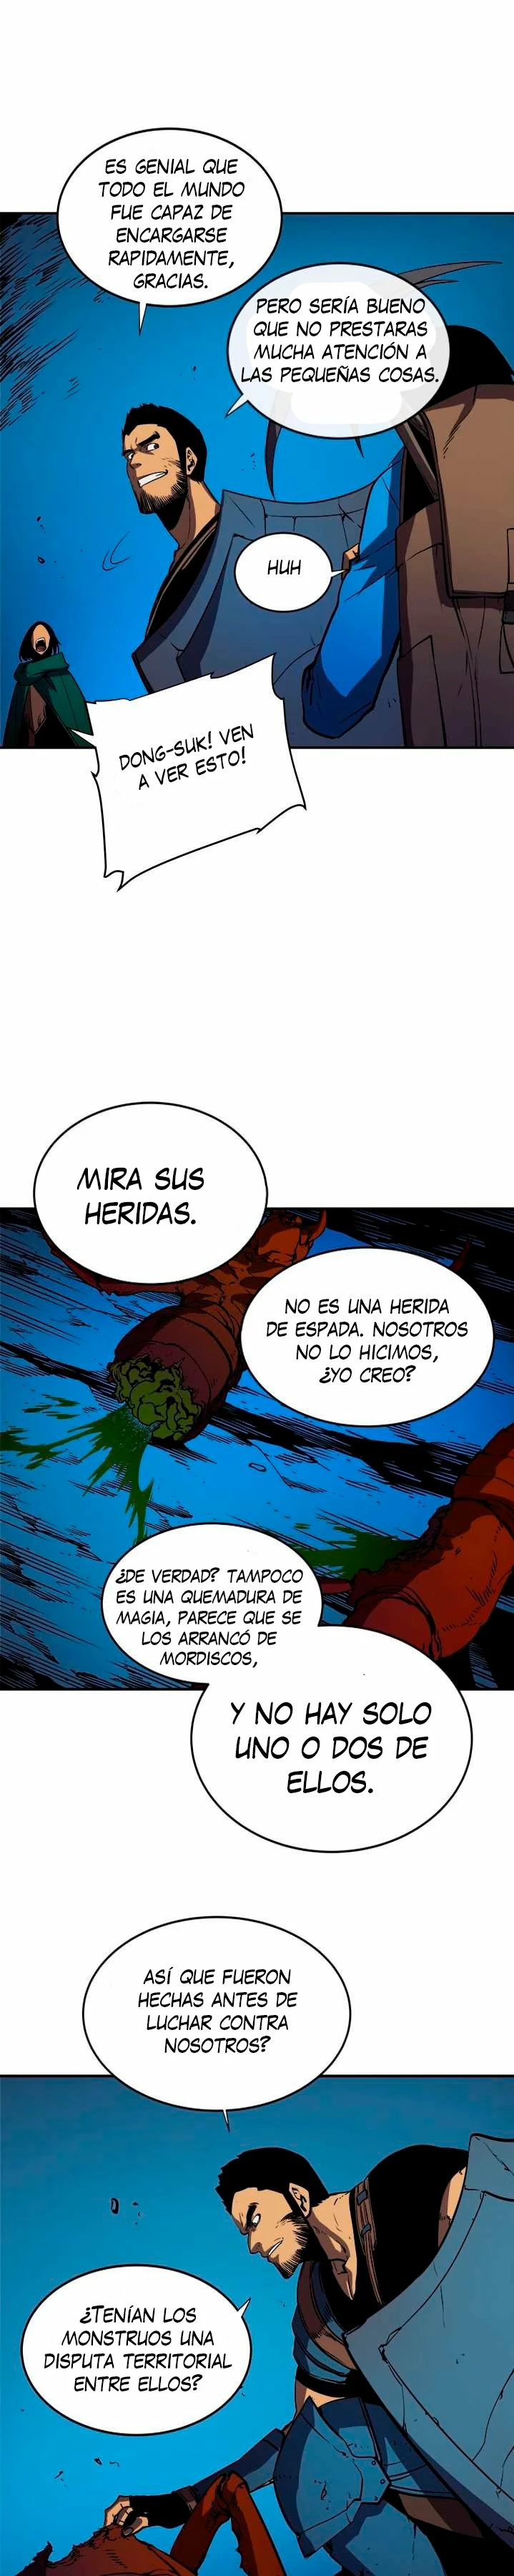 ES GENIAL QUE
TODO EL MUNDO
FUE CAPAZ DE
ENCARGARSE
RAPIDAMENTE,
GRACIAS.
PERO SERÍA BUENO
QUE NO PRESTARAS
MUCHA ATENCIÓN A
LAS PEQUEÑAS COSAS.
HUH
DONG-SUK! VEN
A VER ESTO!
MIRA SUS
HERIDAS.
NO ES UNA HERIDA
DE ESPADA. NOSOTROS
NO LO HICIMOS,
¿YO CREO?
¿DE VERDAD? TAMPOCO
ES UNA QUEMADURA DE
MAGIA, PARECE QUE SE
LOS ARRANCÓ DE
MORDISCOS,
Y NO HAY SOLO
UNO O DOS DE
ELLOS.
ASÍ QUE FUERON
HECHAS ANTES DE
LUCHAR CONTRA
NOSOTROS?
¿TENÍAN LOS
MONSTRUOS UNA
DISPUTA TERRITORIAL
ENTRE ELLOS?